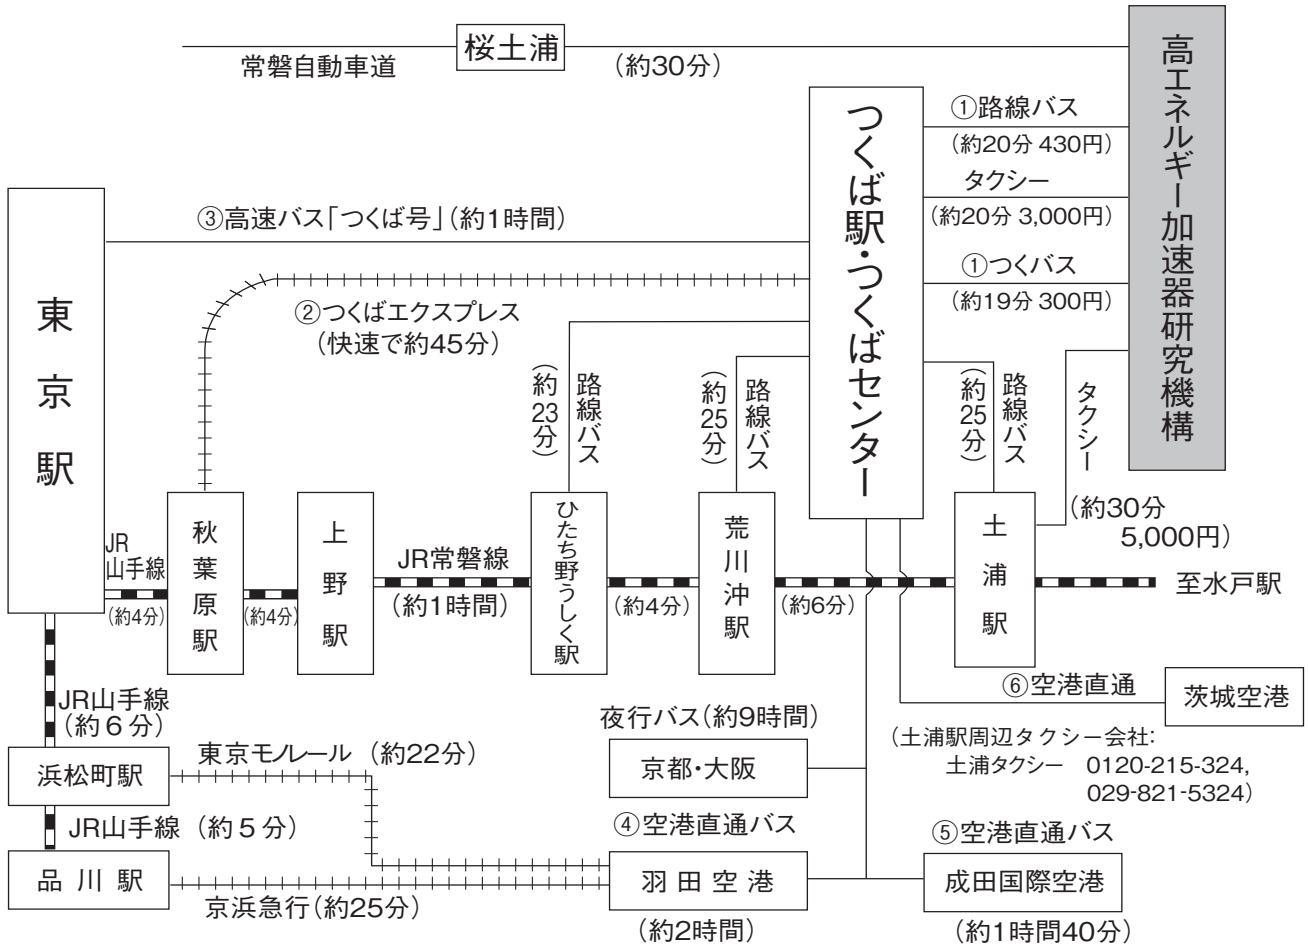 常磐自動車道
桜土浦
(約30分)
高エネルギー加速器研究機構
つくば駅・つくばセンター
①路線バス
(約20分 430円)
タクシー
(約20分 3,000円)
①つくバス
(約19分 300円)
東京駅
③高速バス「つくば号」(約1時間)
②つくばエクスプレス
(快速で約45分)
路線バス
(約23分)
路線バス
(約25分)
路線バス
(約25分)
タクシー
(約30分
5,000円)
JR
山手線
(約4分)
秋葉原駅
(約4分)
上野駅
JR常磐線
(約1時間)
ひたち野うしく駅
(約4分)
荒川沖駅
(約6分)
土浦駅
至水戸駅
JR山手線
(約6分)
⑥空港直通
茨城空港
夜行バス(約9時間)
京都・大阪
(土浦駅周辺タクシー会社:
土浦タクシー 0120-215-324,
029-821-5324)
浜松町駅
東京モノレール (約22分)
JR山手線 (約5分)
④空港直通バス
⑤空港直通バス
品川駅
京浜急行(約25分)
羽田空港
(約2時間)
成田国際空港
(約1時間40分)